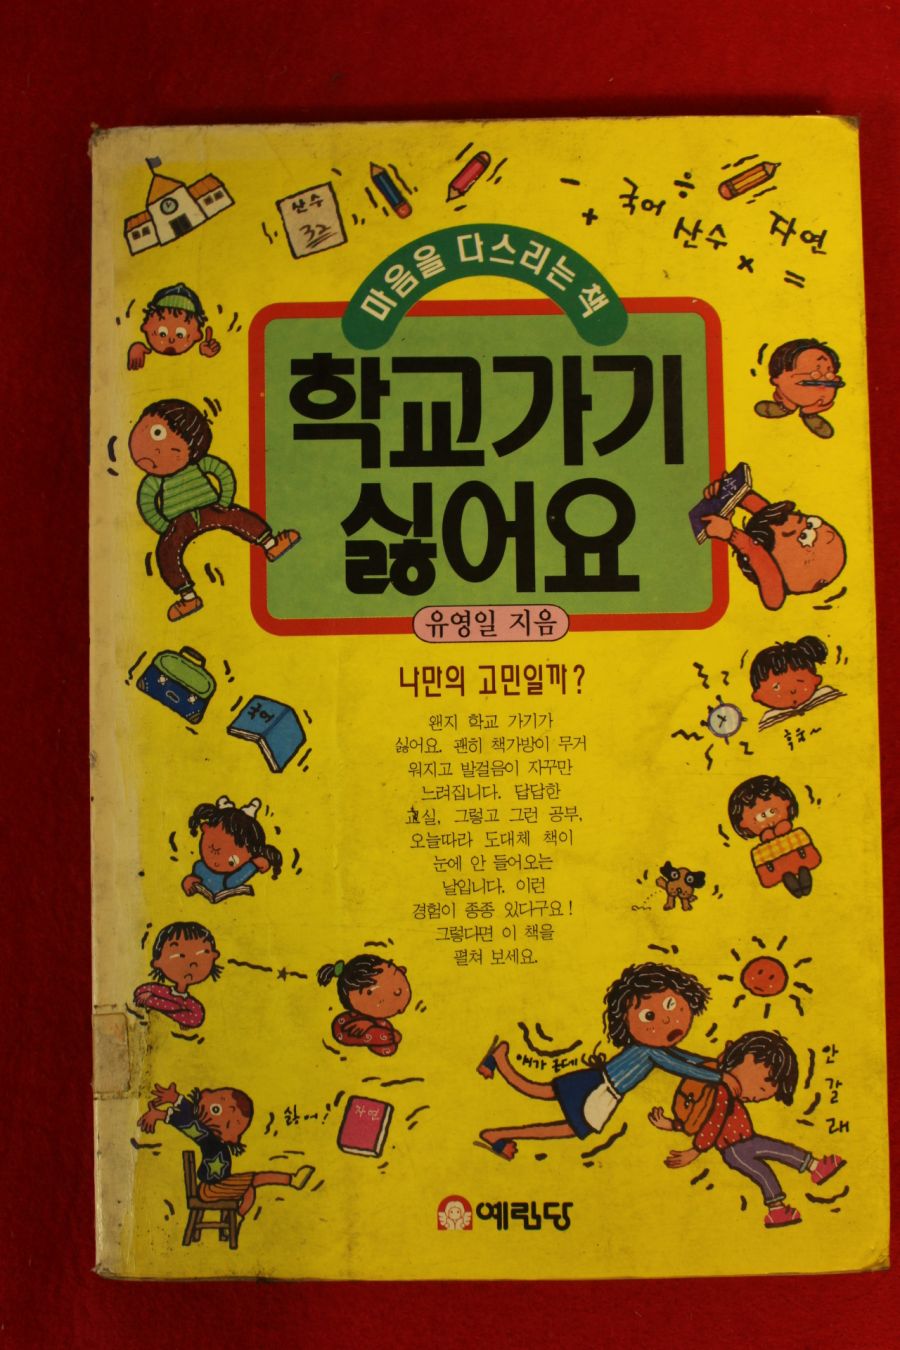 산수
32
국어 ÷
- + 산수 자연
× =
마음을 다스리는 책
학교가기
싫어요
유영일 지음
나만의 고민일까?
왠지 학교 가기가
싫어요. 괜히 책가방이 무거
워지고 발걸음이 자꾸만
느려집니다. 답답한
교실, 그렇고 그런 공부,
오늘따라 도대체 책이
눈에 안 들어오는
날입니다. 이런
경험이 종종 있다구요!
그렇다면 이 책을
펼쳐 보세요.
산수
국어
싫어!
자연
안
갈
래
예림당